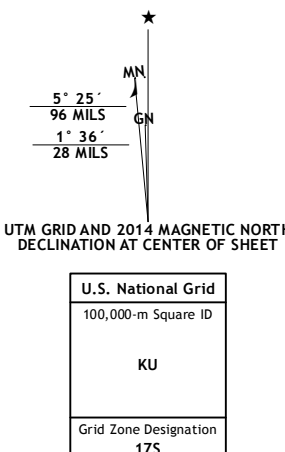 MN
5° 25´
96 MILS
GN
1° 36´
28 MILS
UTM GRID AND 2014 MAGNETIC NORTH
DECLINATION AT CENTER OF SHEET
U.S. National Grid
100,000-m Square ID
KU
Grid Zone Designation
17S